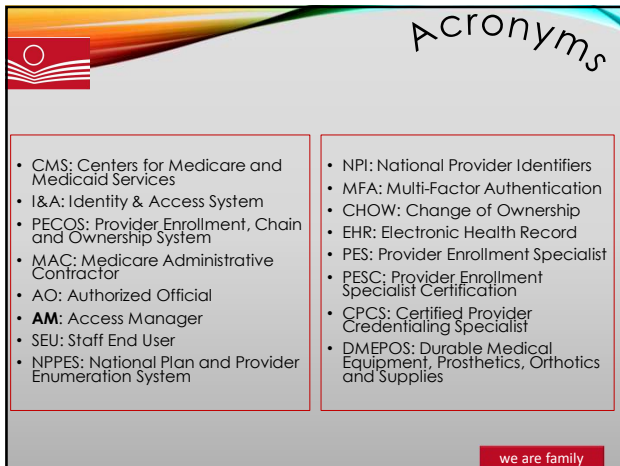 Acronyms
• CMS: Centers for Medicare and
Medicaid Services
• I&A: Identity & Access System
• PECOS: Provider Enrollment, Chain
and Ownership System
• MAC: Medicare Administrative
Contractor
• AO: Authorized Official
• AM: Access Manager
• SEU: Staff End User
• NPPES: National Plan and Provider
Enumeration System
• NPI: National Provider Identifiers
• MFA: Multi-Factor Authentication
• CHOW: Change of Ownership
• EHR: Electronic Health Record
• PES: Provider Enrollment Specialist
• PESC: Provider Enrollment
Specialist Certification
• CPCS: Certified Provider
Credentialing Specialist
• DMEPOS: Durable Medical
Equipment, Prosthetics, Orthotics
and Supplies
we are family